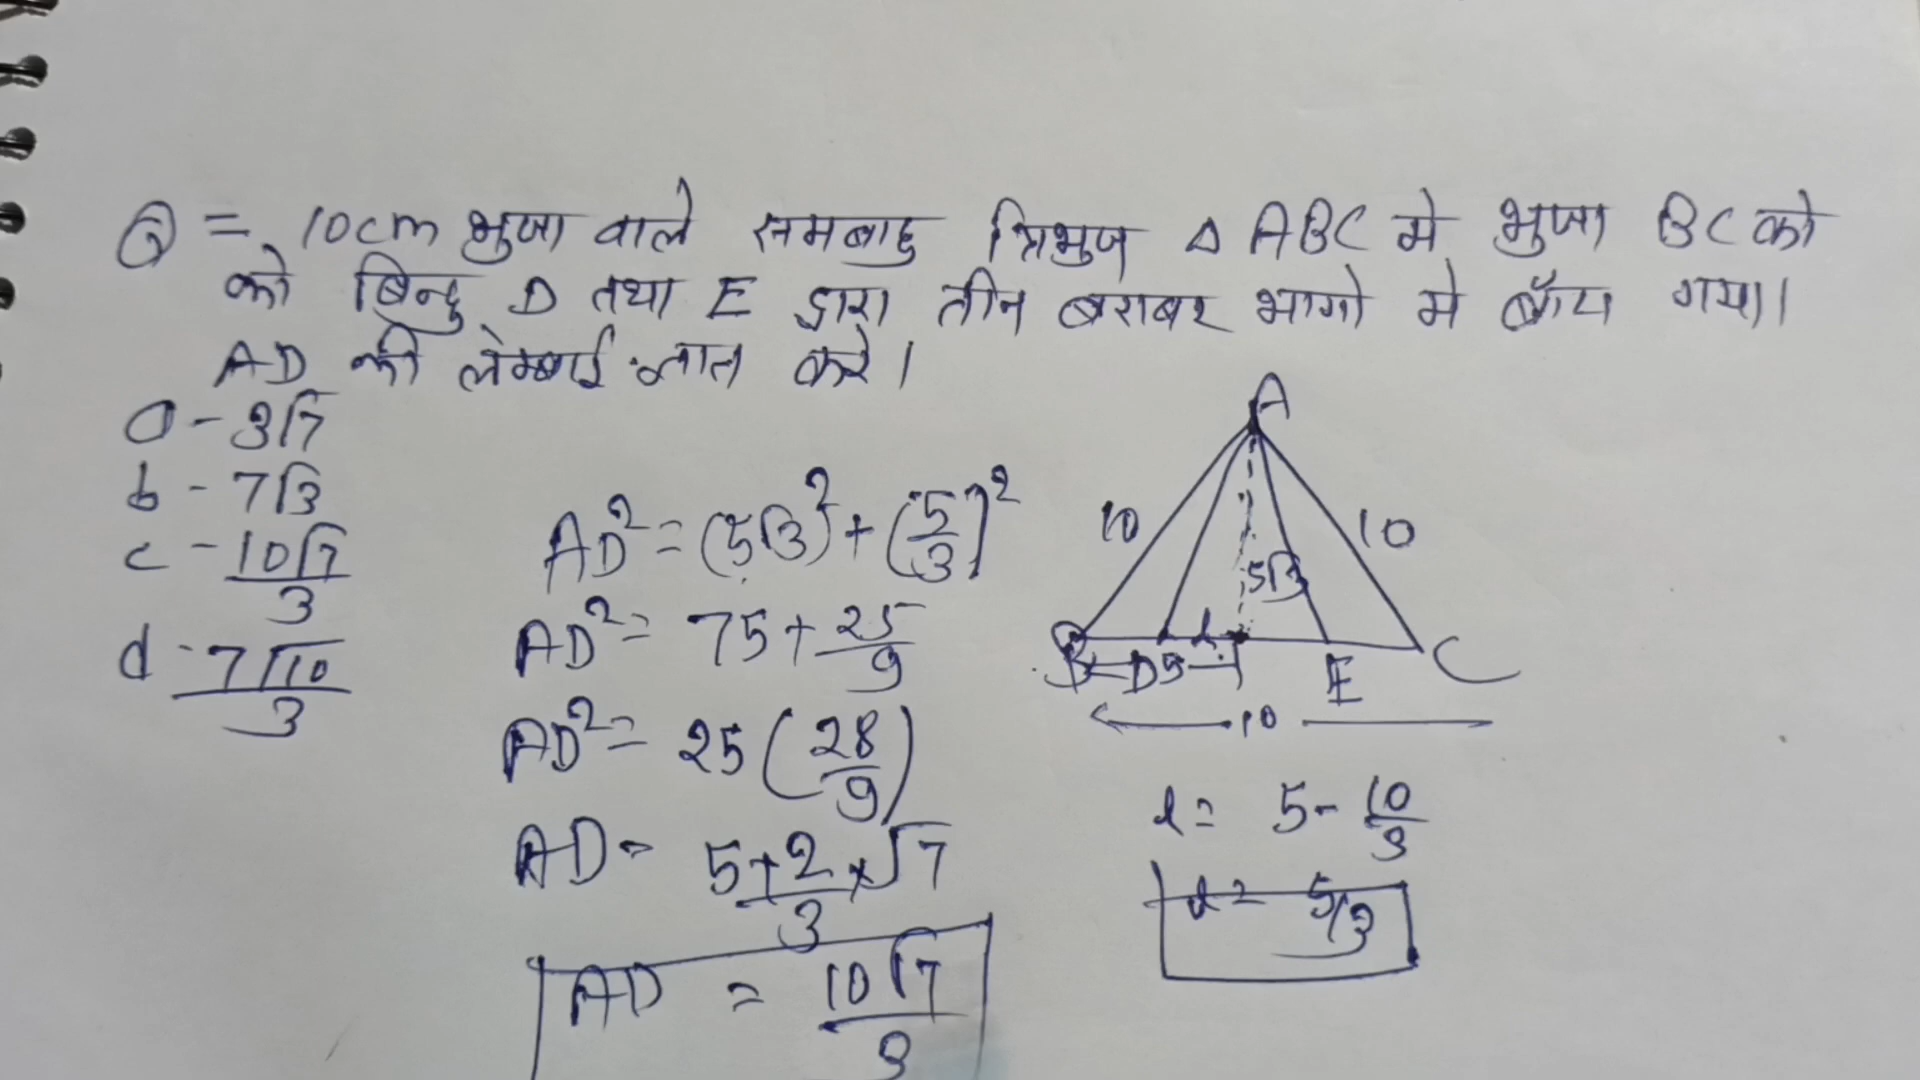 Q = 10cm भुजा वाले समबाहु त्रिभुज Δ ABC मे भुजा BC को
को बिन्दु D तथा E द्वारा तीन बराबर भागो मे बॉटा गया।
AD की लम्बाई ज्ञात करे।
a - 3√7
b - 7√3
c - 10√7/3
d - 7√10/3
AD² = (5√3)² + (5/3)²
AD² = 75 + 25/9
AD² = 25 (28/9)
AD = 5+2/3 × √7
AD = 10√7/3
A
10
10
5√3
B
D
5
d
E
C
10
d = 5 - 10/3
d = 5/3